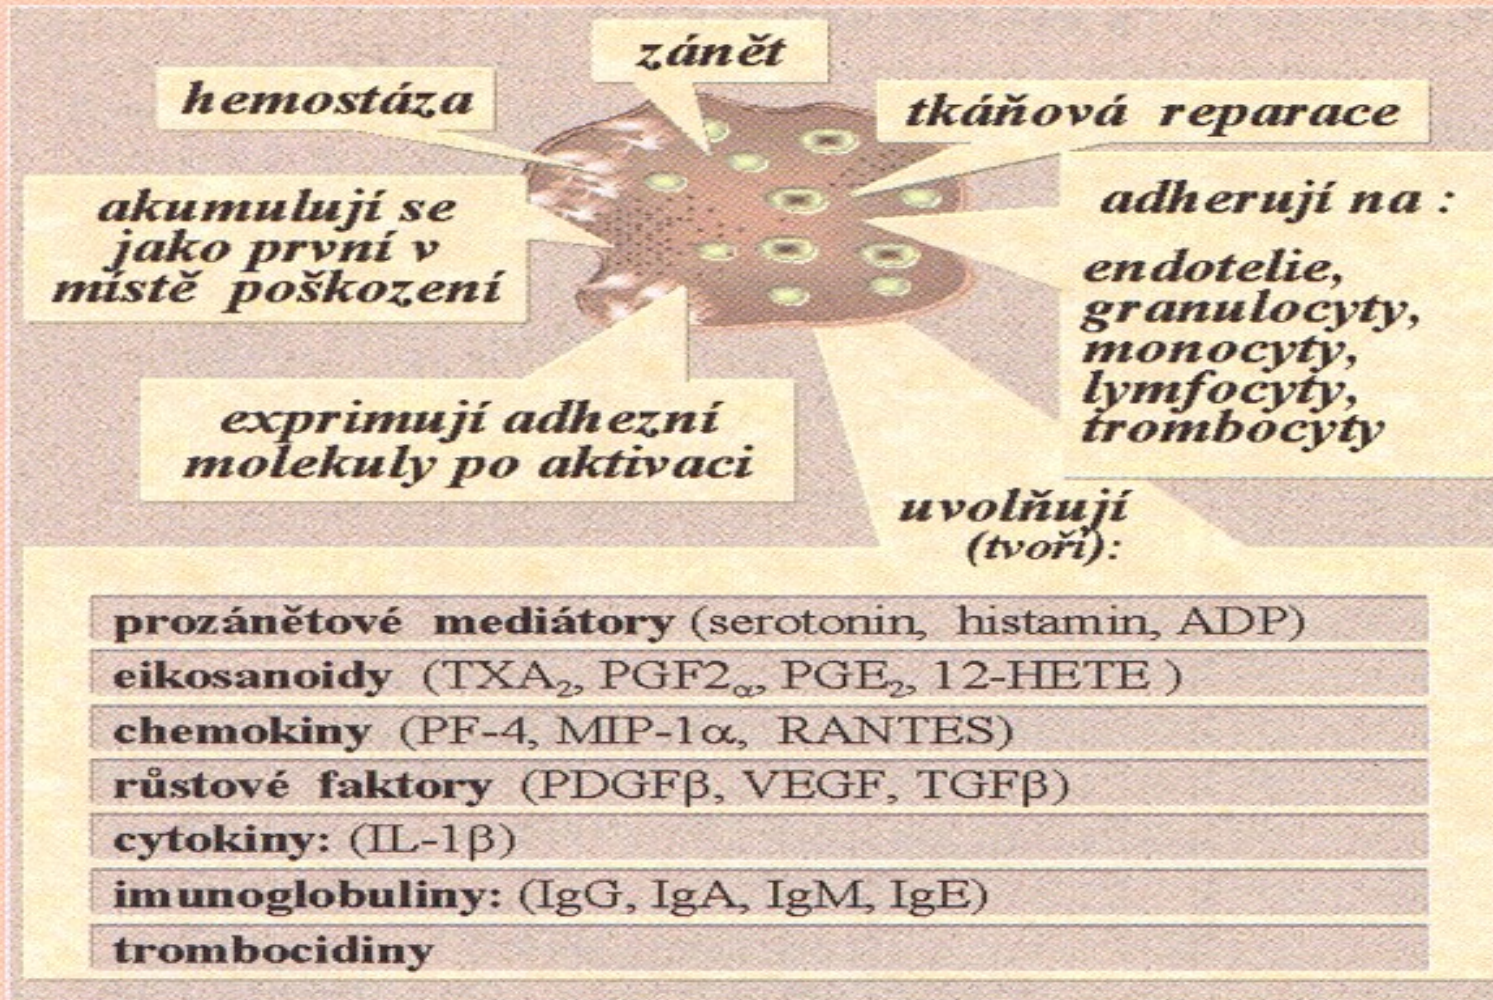 zánět
hemostáza
tkáňová reparace
akumulují se
jako první v
místě poškození
adherují na :
endotelie,
granulocyty,
monocyty,
lymfocyty,
trombocyty
exprimují adhezní
molekuly po aktivaci
uvolňují
(tvoří):
prozánětové mediátory (serotonin, histamin, ADP)
eikosanoidy (TXA₂, PGF2α, PGE₂, 12-HETE )
chemokiny (PF-4, MIP-1α, RANTES)
růstové faktory (PDGFβ, VEGF, TGFβ)
cytokiny: (IL-1β)
imunoglobuliny: (IgG, IgA, IgM, IgE)
trombocidiny